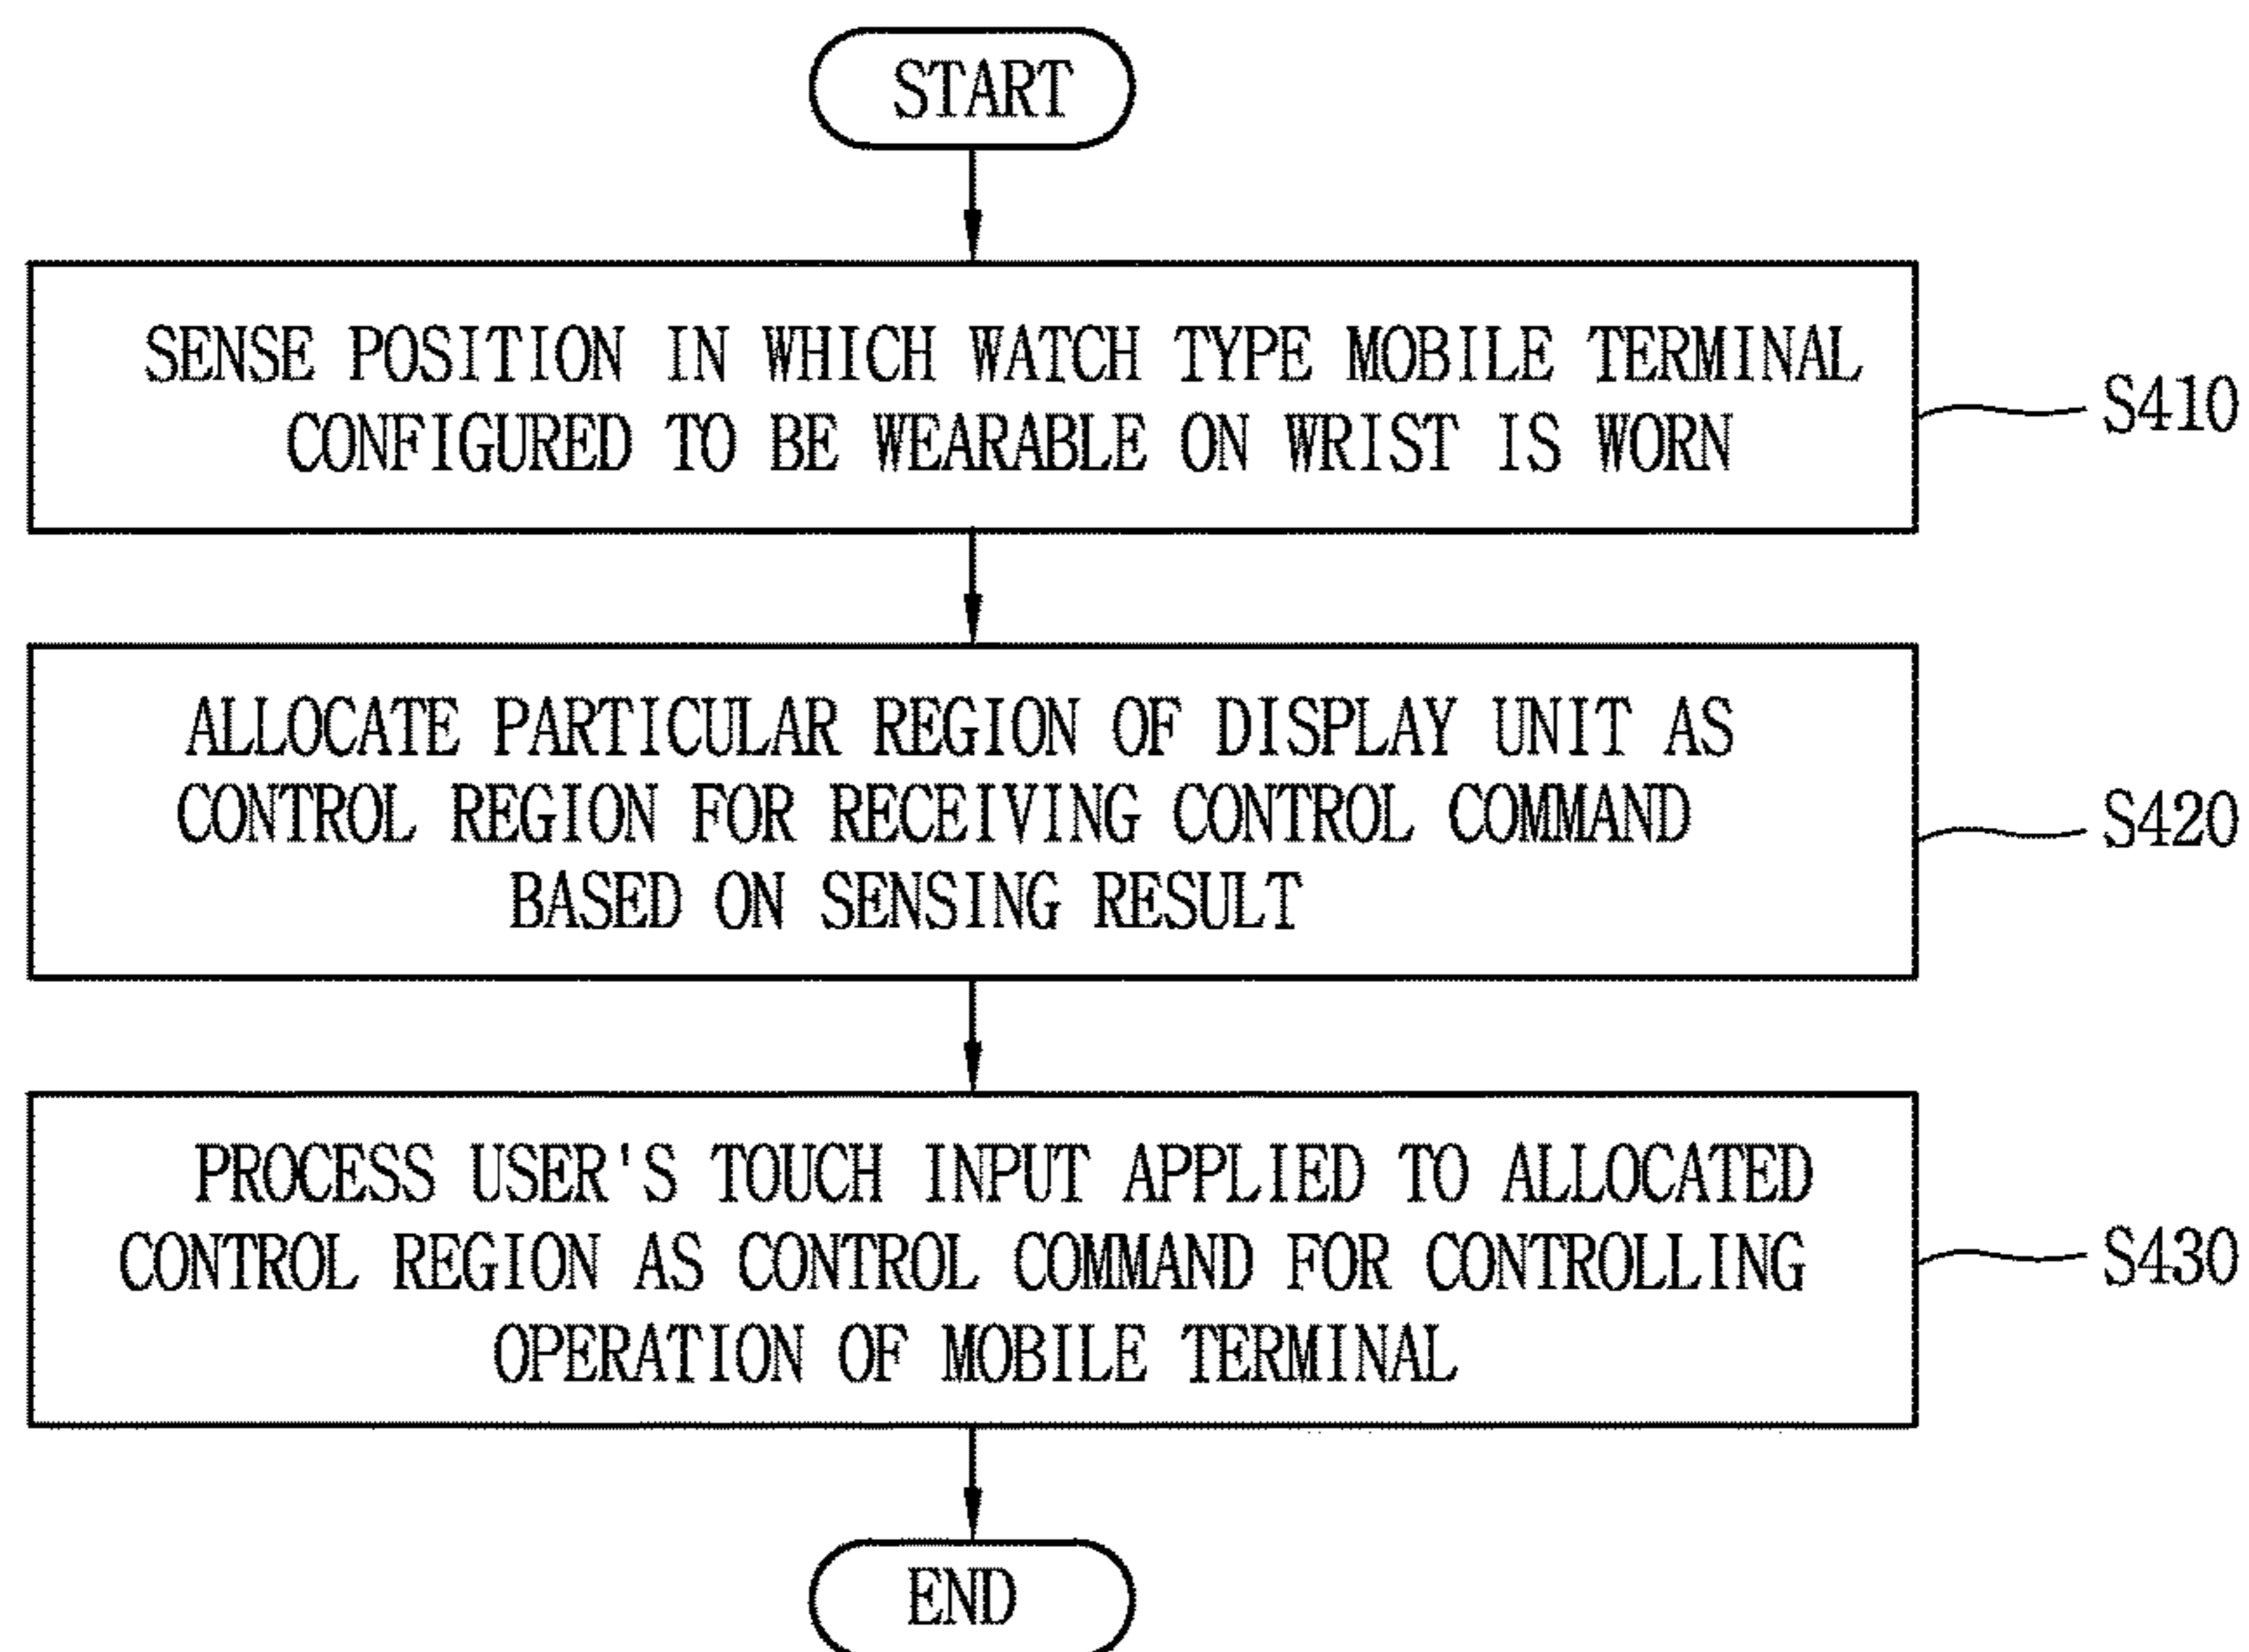 START
SENSE POSITION IN WHICH WATCH TYPE MOBILE TERMINAL
CONFIGURED TO BE WEARABLE ON WRIST IS WORN
S410
ALLOCATE PARTICULAR REGION OF DISPLAY UNIT AS
CONTROL REGION FOR RECEIVING CONTROL COMMAND
BASED ON SENSING RESULT
S420
PROCESS USER'S TOUCH INPUT APPLIED TO ALLOCATED
CONTROL REGION AS CONTROL COMMAND FOR CONTROLLING
OPERATION OF MOBILE TERMINAL
S430
END